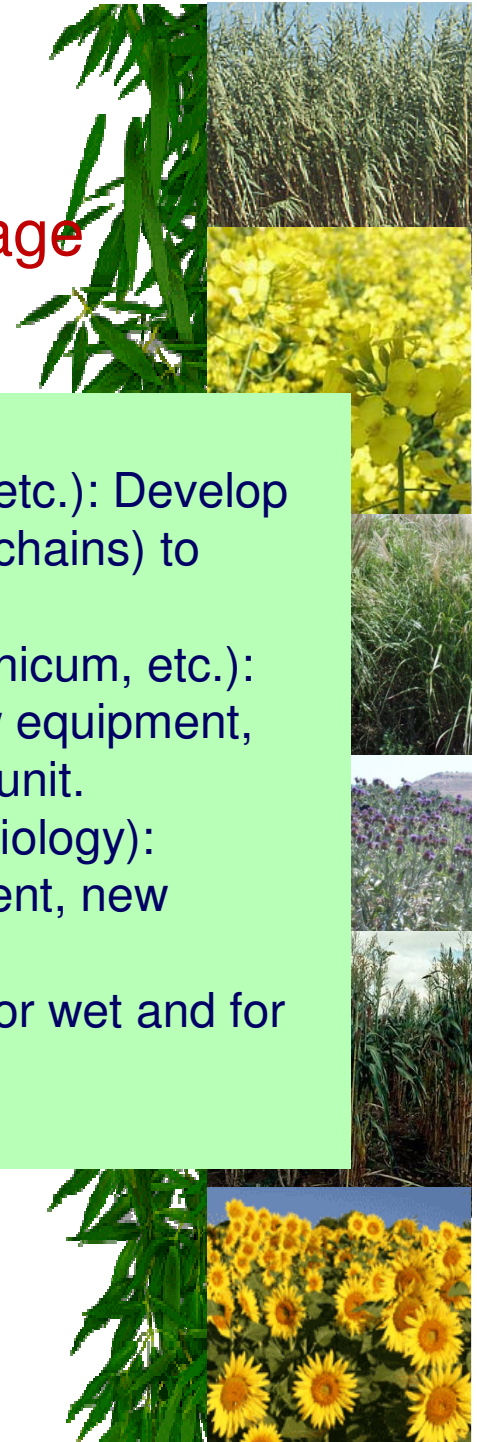 age
etc.): Develop
chains) to
nicum, etc.):
equipment,
unit.
iology):
ent, new
or wet and for